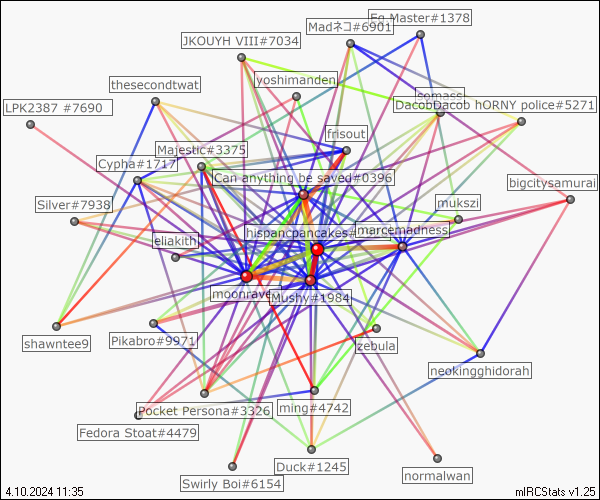 Eg Master#1378
Madネコ#6901
JKOUYH VIII#7034
yoshimanden
thesecondtwat
LPK2387 #7690
DacobDacob hORNY police#5271
frisout
Majestic#3375
Cypha#1717
Can anything be saved#0396
bigcitysamurai
Silver#7938
mukszi
hispancpancakes
marcemadness
eliakith
moonrave
Mushy#1984
shawntee9
Pikabro#9971
zebula
neokingghidorah
Pocket Persona#3326
ming#4742
Fedora Stoat#4479
Duck#1245
Swirly Boi#6154
normalwan
4.10.2024 11:35
mIRCStats v1.25